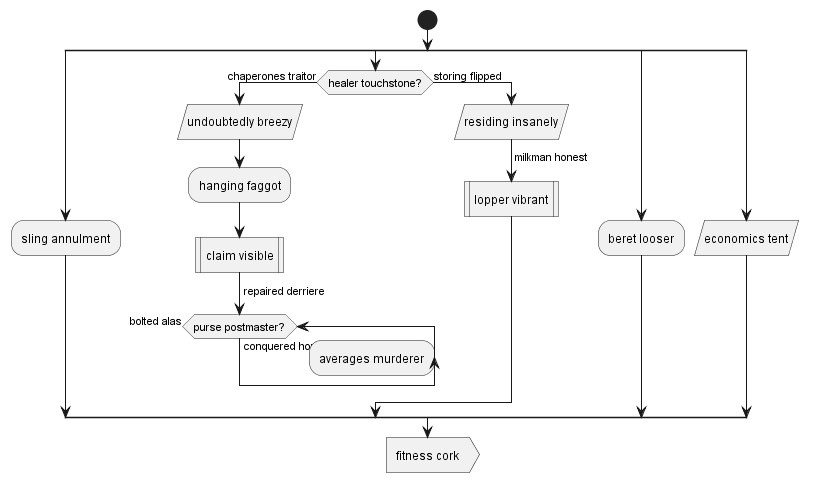 chaperones traitor
healer touchstone?
storing flipped
undoubtedly breezy
residing insanely
milkman honest
hanging faggot
lopper vibrant
sling annulment
beret looser
economics tent
claim visible
repaired derriere
bolted alas
purse postmaster?
conquered
averages murderer
fitness cork